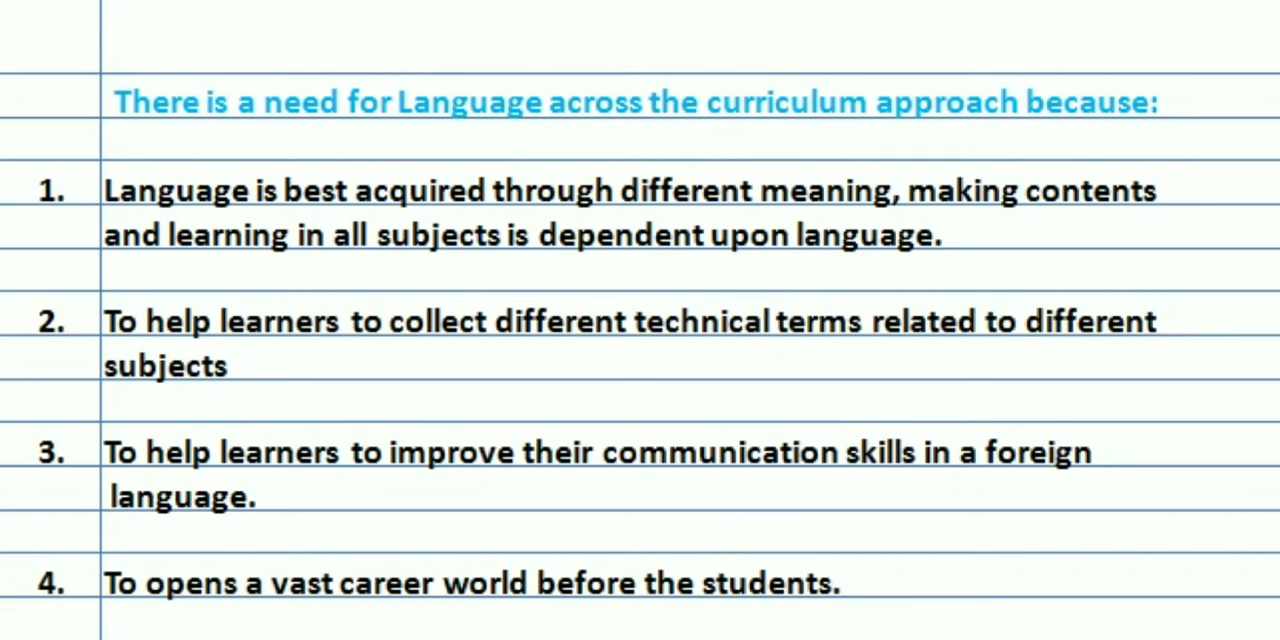 There is a need for Language across the curriculum approach because:
1. Language is best acquired through different meaning, making contents
and learning in all subjects is dependent upon language.
2. To help learners to collect different technical terms related to different
subjects
3. To help learners to improve their communication skills in a foreign
language.
4. To opens a vast career world before the students.